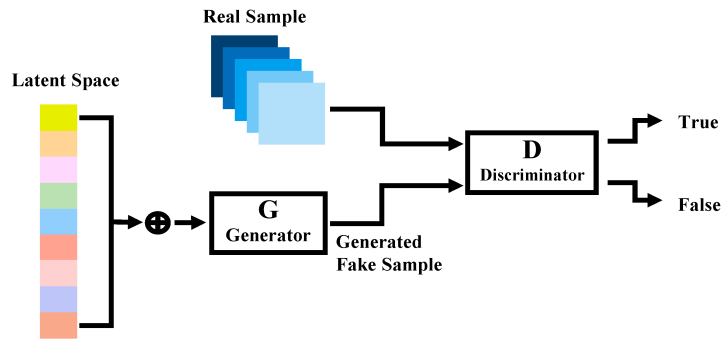 Real Sample
Latent Space
True
D
Discriminator
G
Generator
False
Generated
Fake Sample